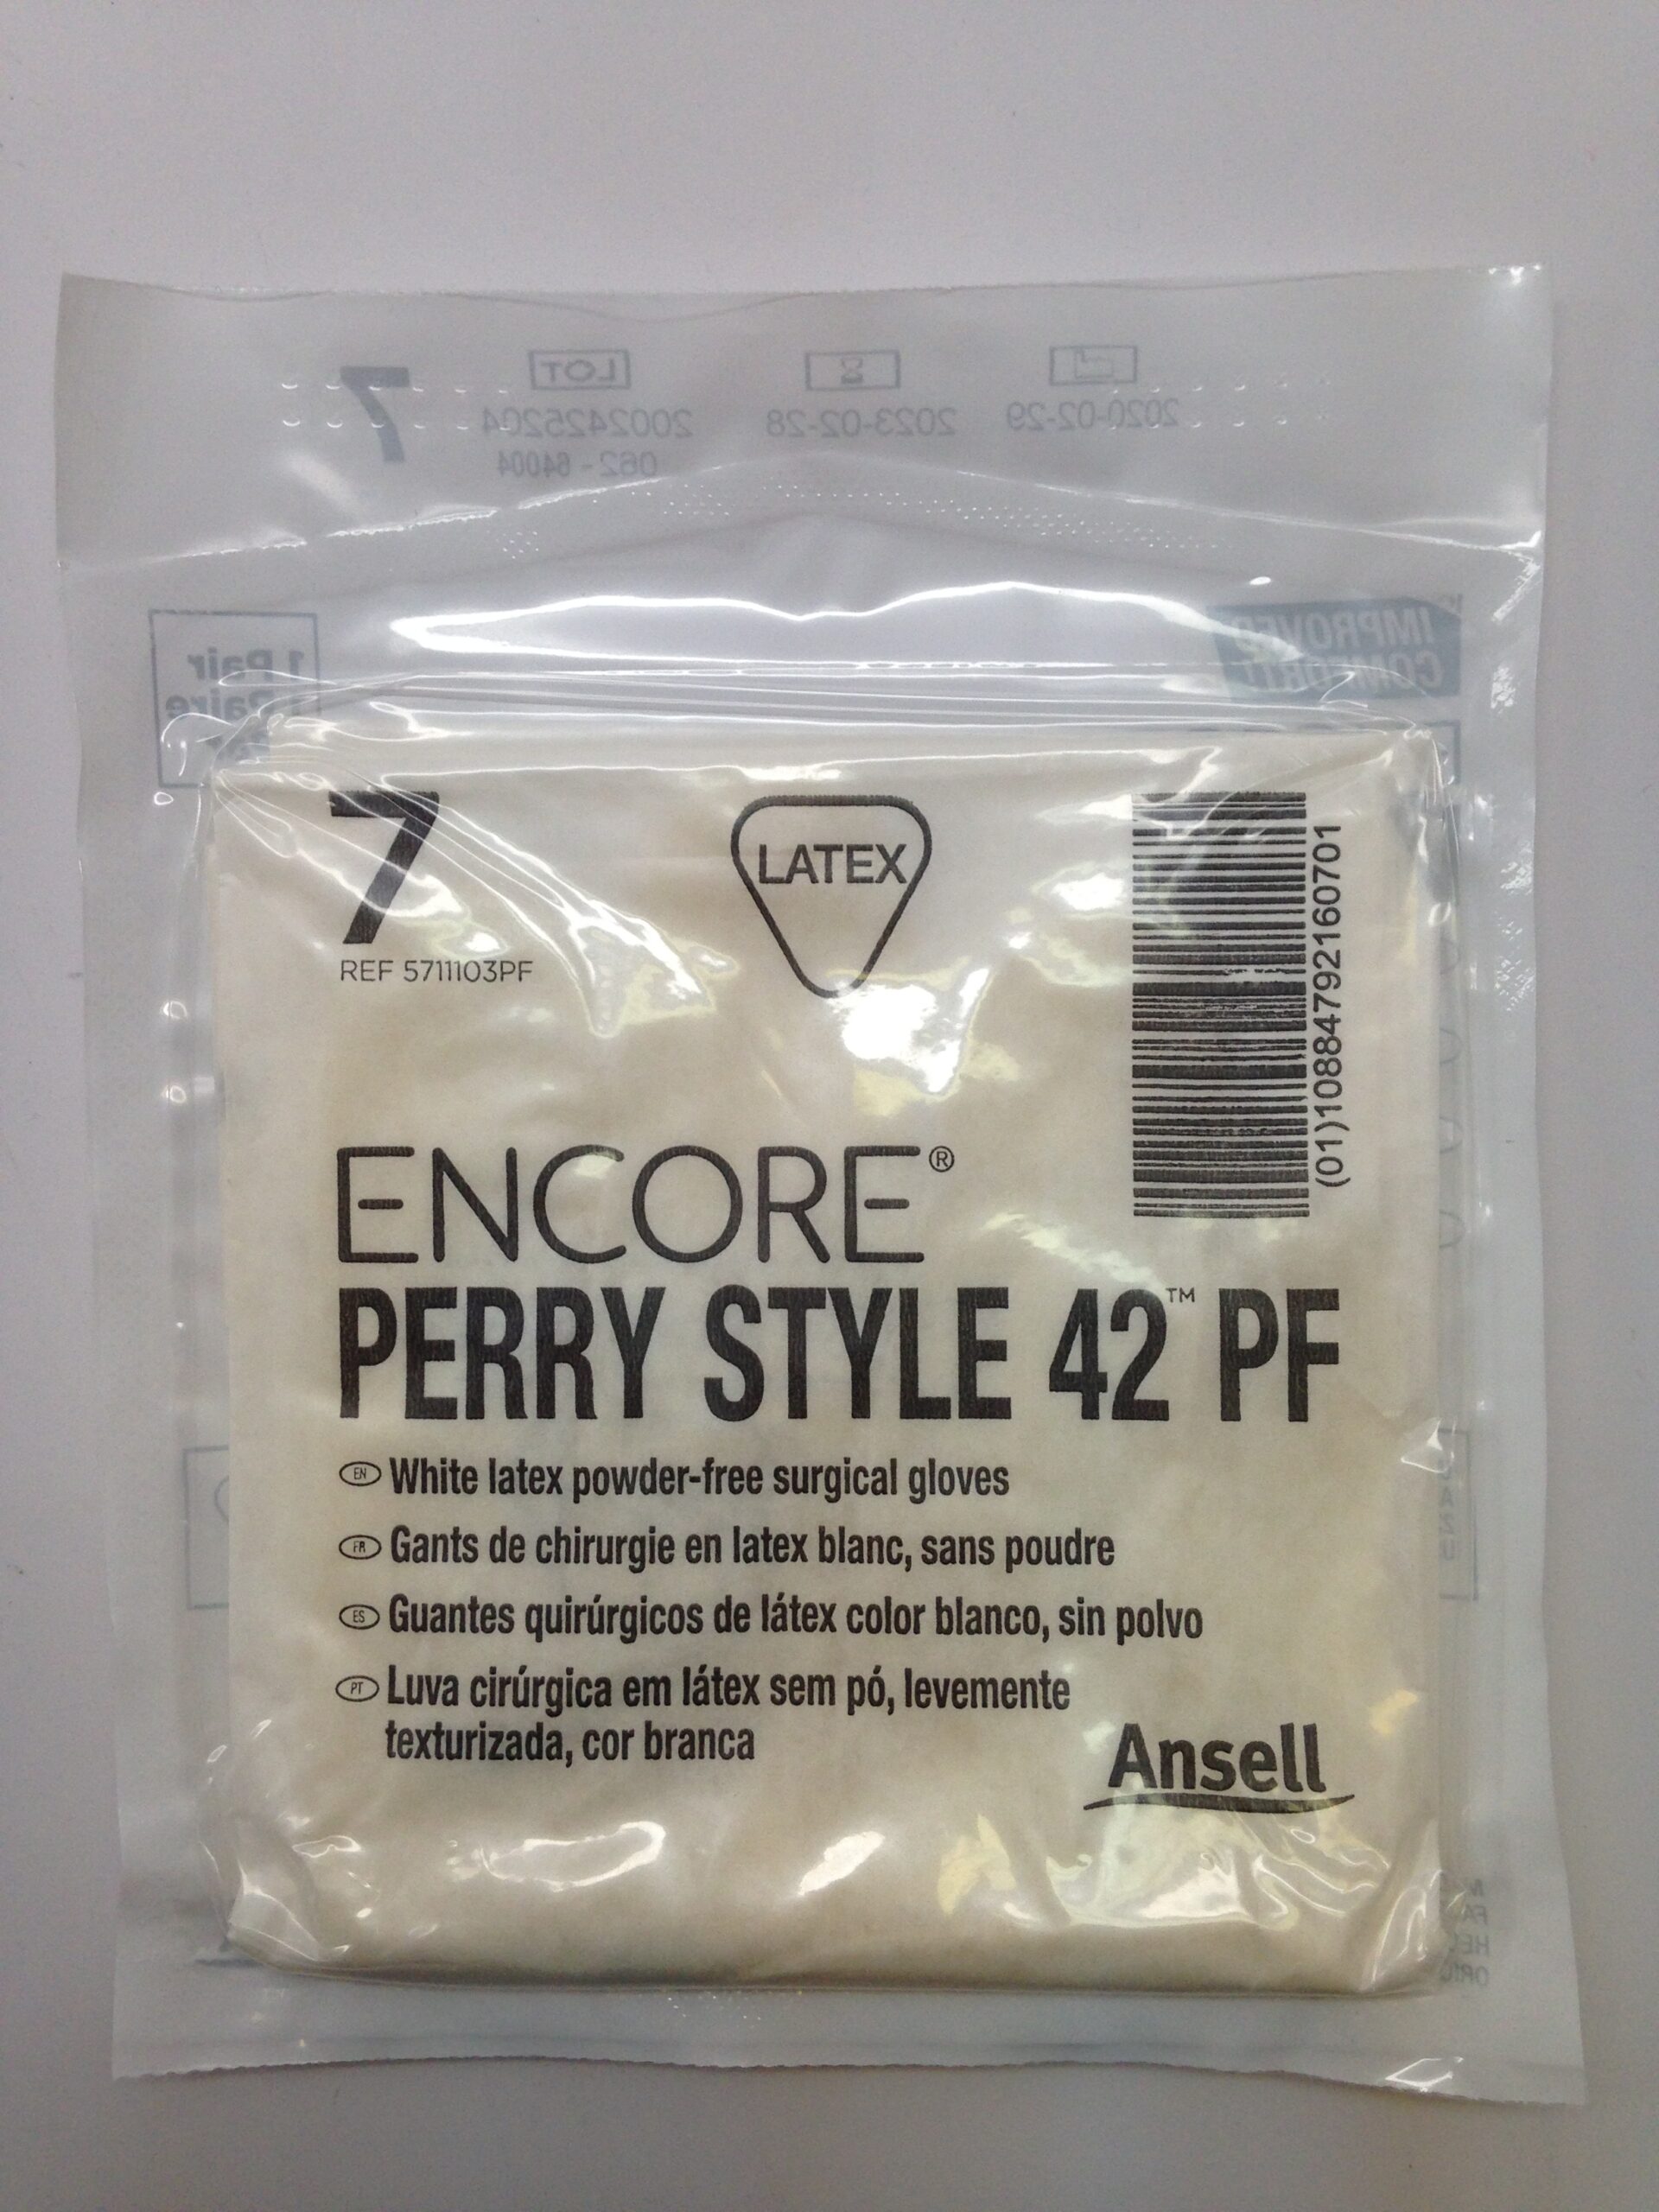 7
LOT
2002425204
062 - 64004
2023-02-28
2020-02-29
1 Pair
1 Paire
IMPROVED
COMFORT
7
REF 5711103PF
LATEX
(01)10884792160701
ENCORE®
PERRY STYLE 42™ PF
EN White latex powder-free surgical gloves
FR Gants de chirurgie en latex blanc, sans poudre
ES Guantes quirúrgicos de látex color blanco, sin polvo
PT Luva cirúrgica em látex sem pó, levemente
texturizada, cor branca
Ansell